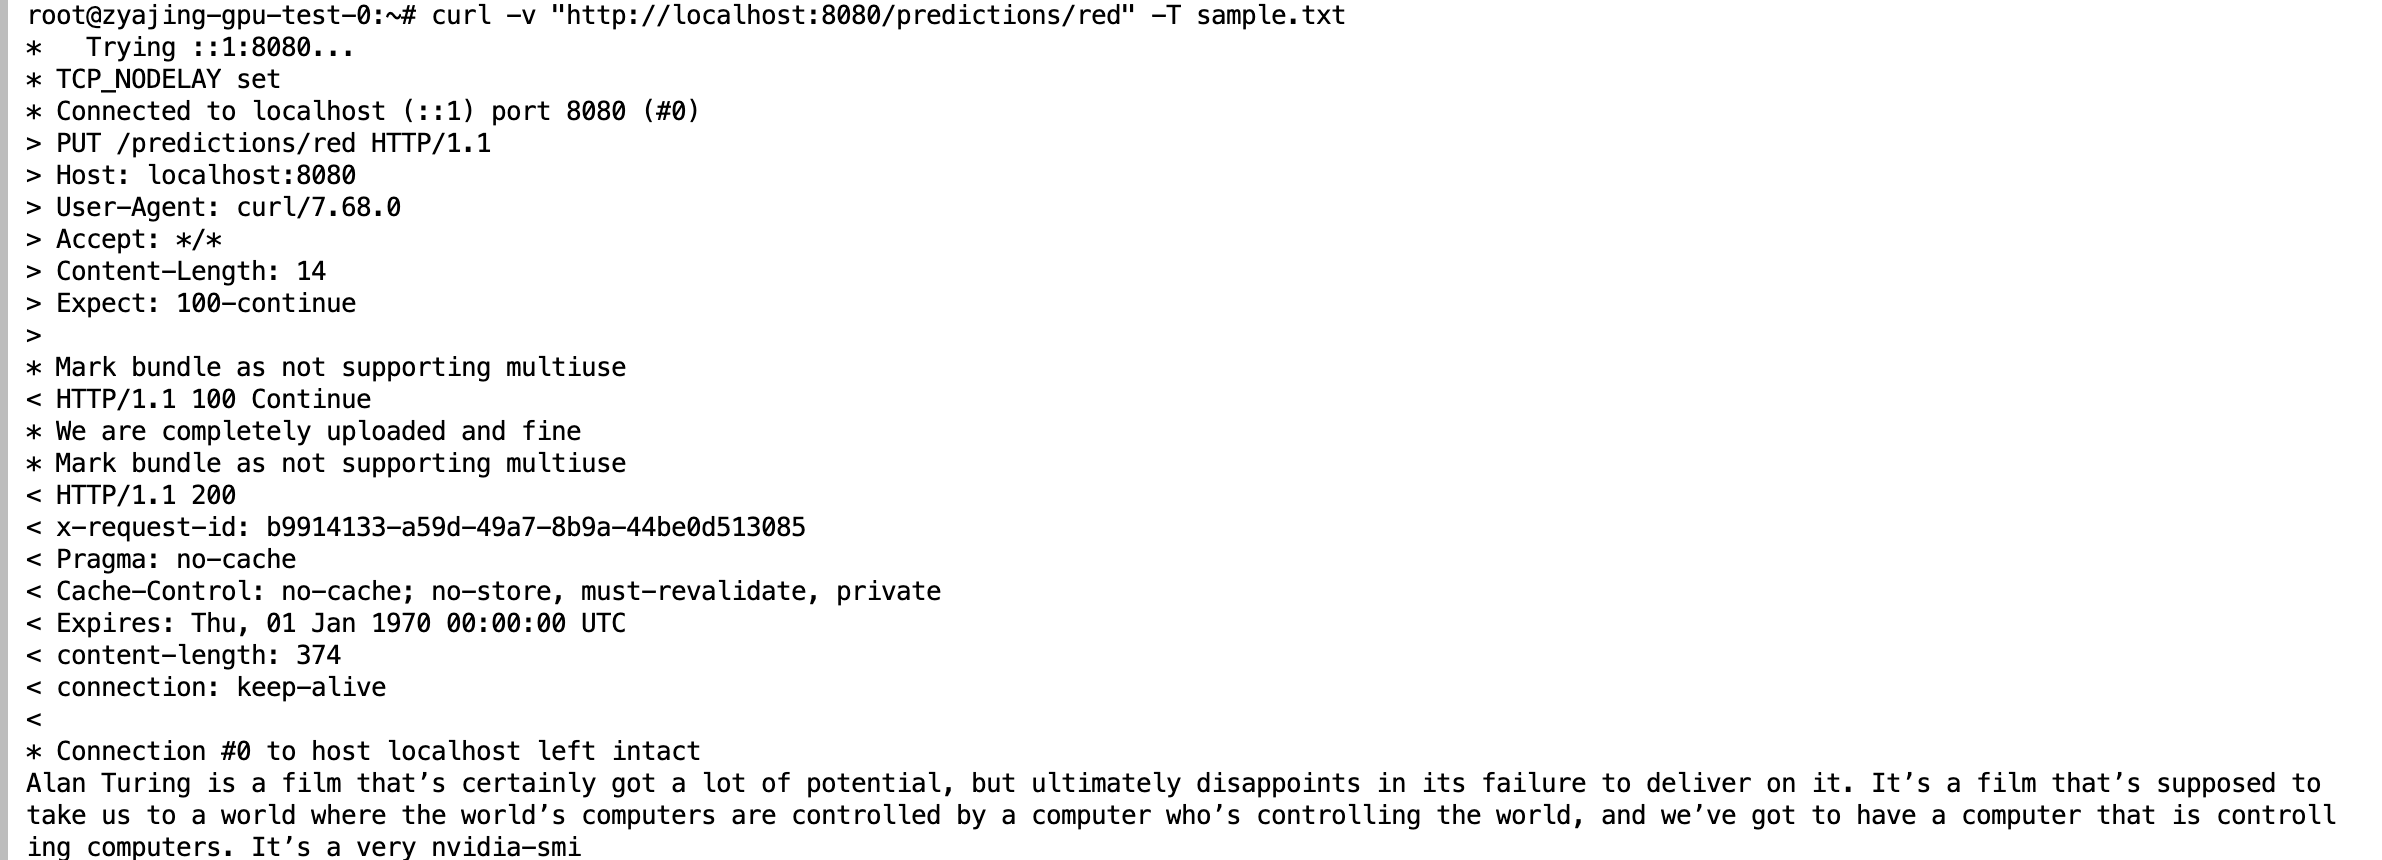 root@zyajing-gpu-test-0:~# curl -v "http://localhost:8080/predictions/red" -T sample.txt
*   Trying ::1:8080...
* TCP_NODELAY set
* Connected to localhost (::1) port 8080 (#0)
> PUT /predictions/red HTTP/1.1
> Host: localhost:8080
> User-Agent: curl/7.68.0
> Accept: */*
> Content-Length: 14
> Expect: 100-continue
>
* Mark bundle as not supporting multiuse
< HTTP/1.1 100 Continue
* We are completely uploaded and fine
* Mark bundle as not supporting multiuse
< HTTP/1.1 200
< x-request-id: b9914133-a59d-49a7-8b9a-44be0d513085
< Pragma: no-cache
< Cache-Control: no-cache; no-store, must-revalidate, private
< Expires: Thu, 01 Jan 1970 00:00:00 UTC
< content-length: 374
< connection: keep-alive
<
* Connection #0 to host localhost left intact
Alan Turing is a film that’s certainly got a lot of potential, but ultimately disappoints in its failure to deliver on it. It’s a film that’s supposed to
take us to a world where the world’s computers are controlled by a computer who’s controlling the world, and we’ve got to have a computer that is controll
ing computers. It’s a very nvidia-smi